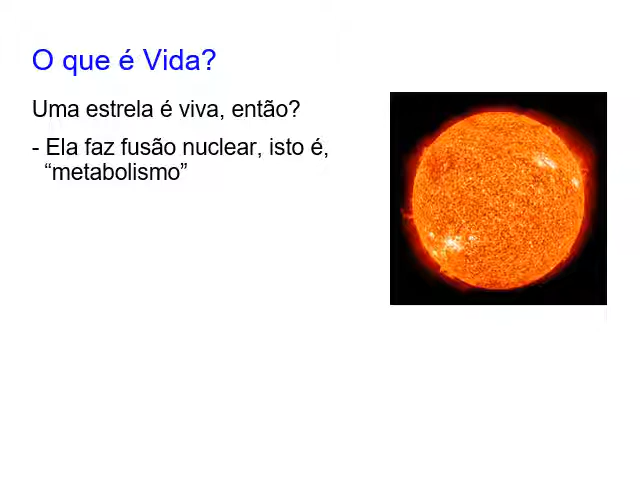 O que é Vida?
Uma estrela é viva, então?
- Ela faz fusão nuclear, isto é,
“metabolismo”